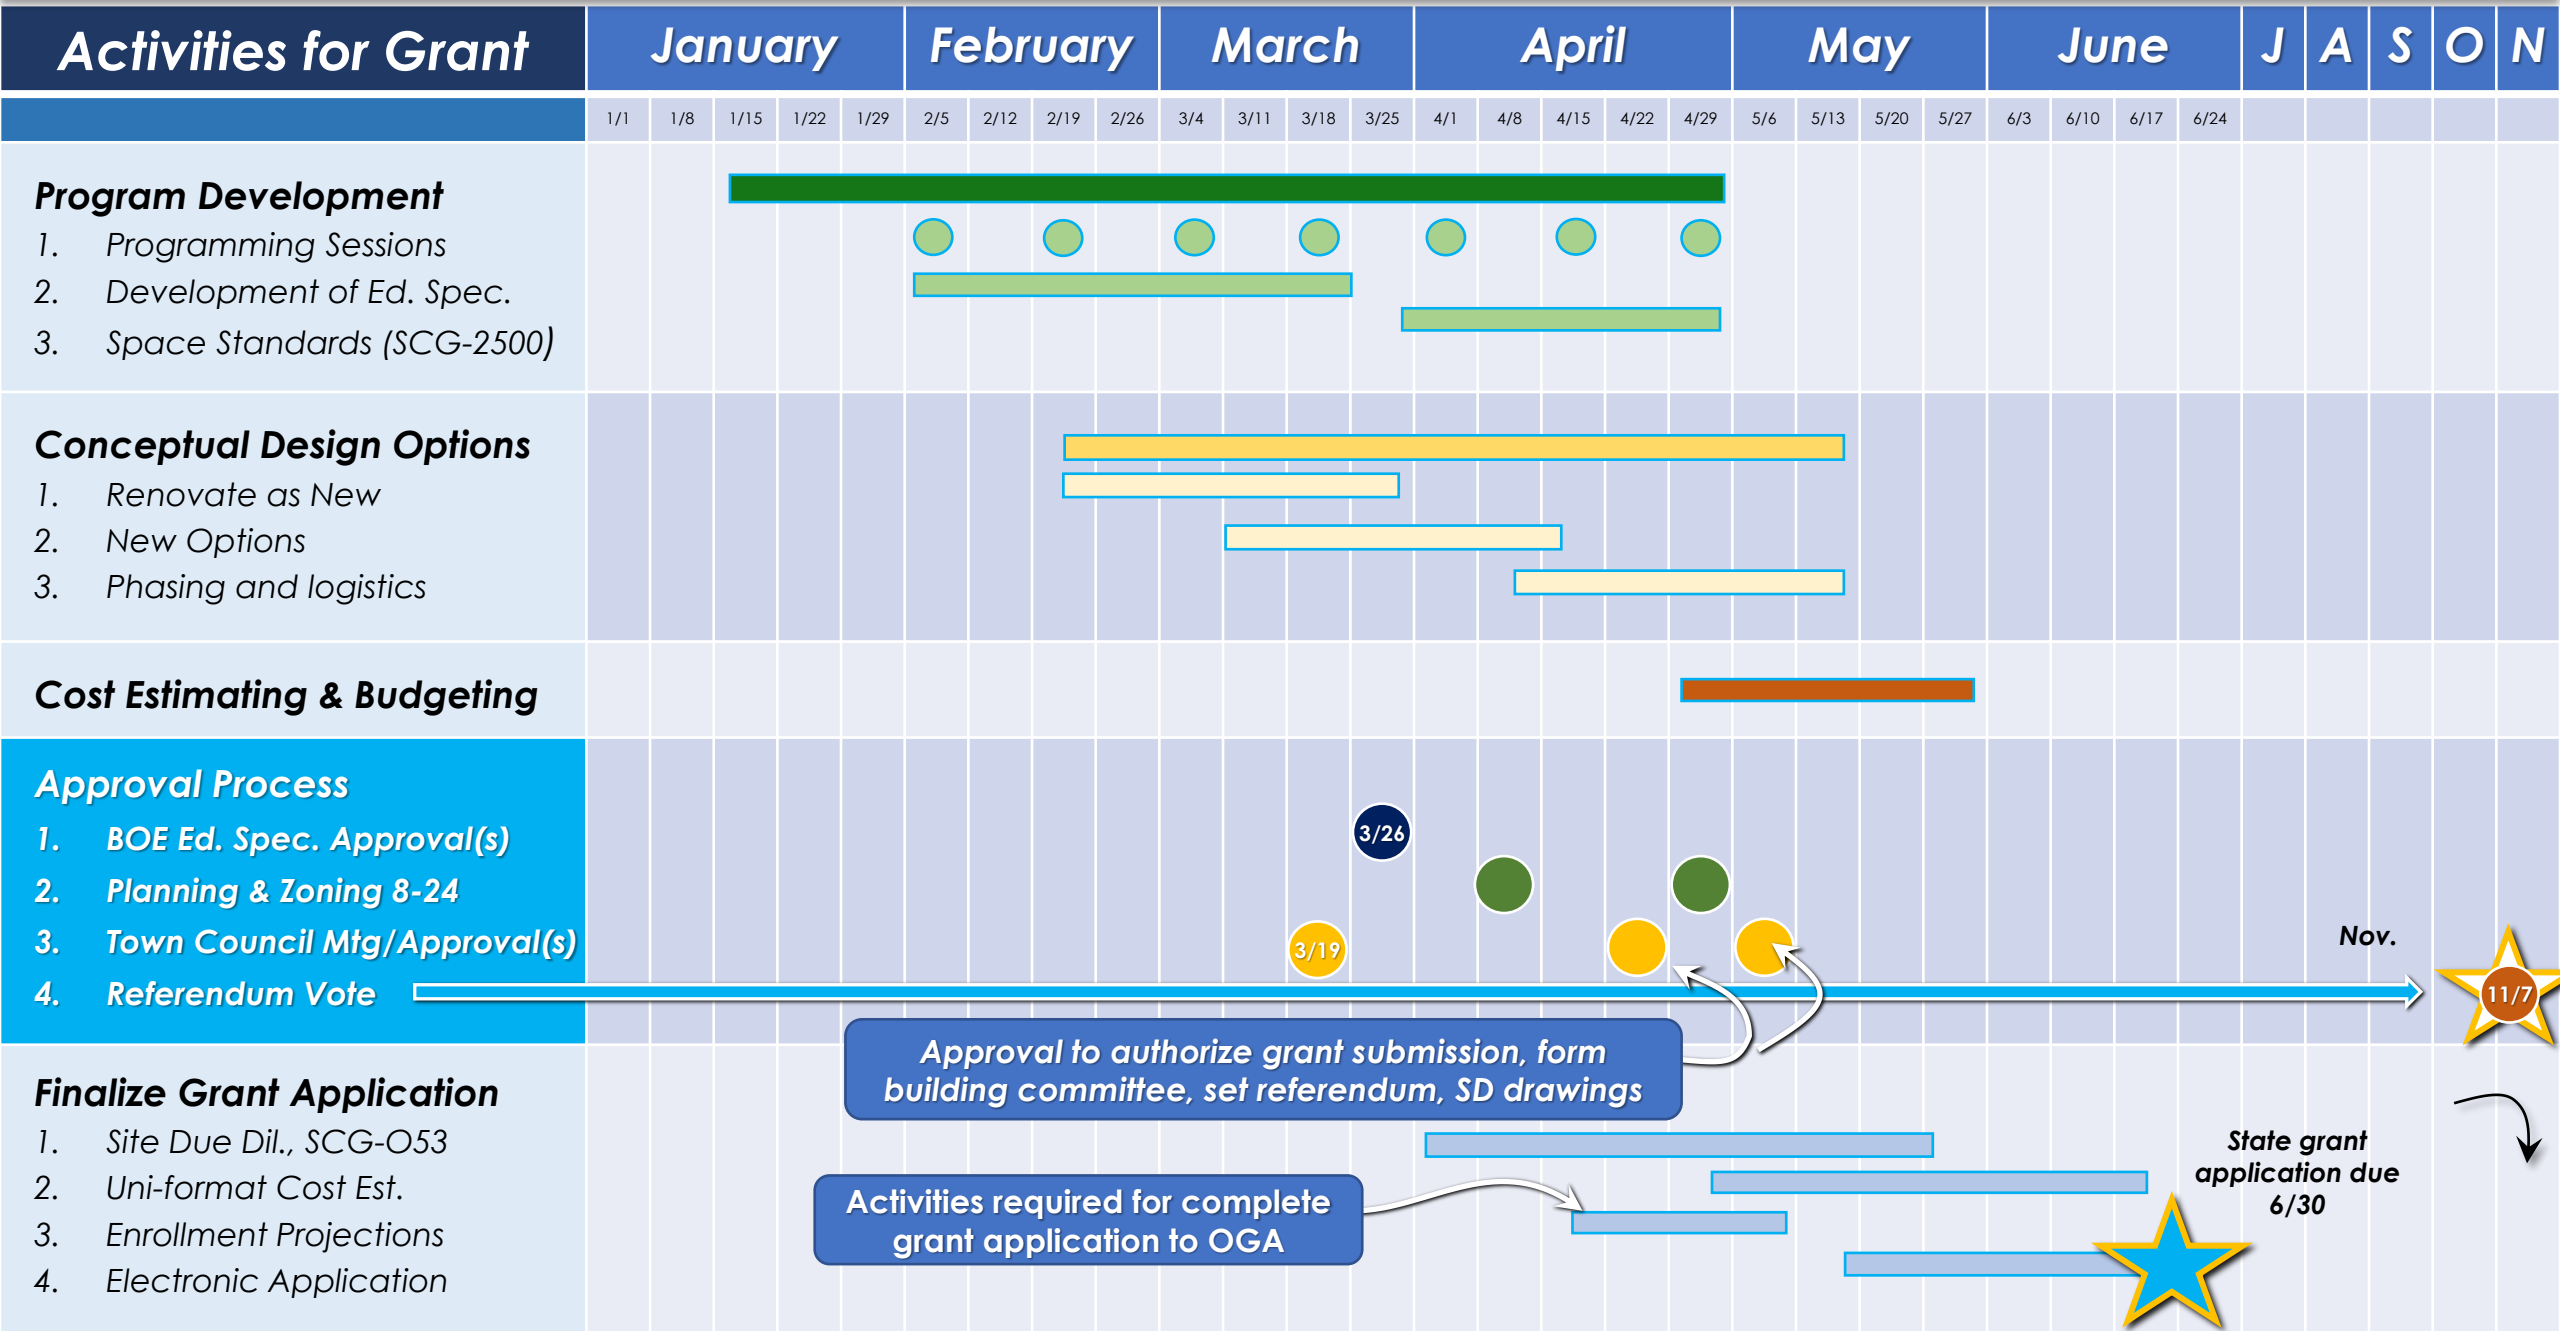 Activities for Grant
January February March April May June J A S O N
1/1 1/8 1/15 1/22 1/29 2/5 2/12 2/19 2/26 3/4 3/11 3/18 3/25 4/1 4/8 4/15 4/22 4/29 5/6 5/13 5/20 5/27 6/3 6/10 6/17 6/24
Program Development
1. Programming Sessions
2. Development of Ed. Spec.
3. Space Standards (SCG-2500)
Conceptual Design Options
1. Renovate as New
2. New Options
3. Phasing and logistics
Cost Estimating & Budgeting
Approval Process
1. BOE Ed. Spec. Approval(s)
3/26
2. Planning & Zoning 8-24
3. Town Council Mtg/Approval(s)
3/19
Nov.
4. Referendum Vote
11/7
Approval to authorize grant submission, form
building committee, set referendum, SD drawings
Finalize Grant Application
1. Site Due Dil., SCG-O53
2. Uni-format Cost Est.
3. Enrollment Projections
4. Electronic Application
Activities required for complete
grant application to OGA
State grant
application due
6/30